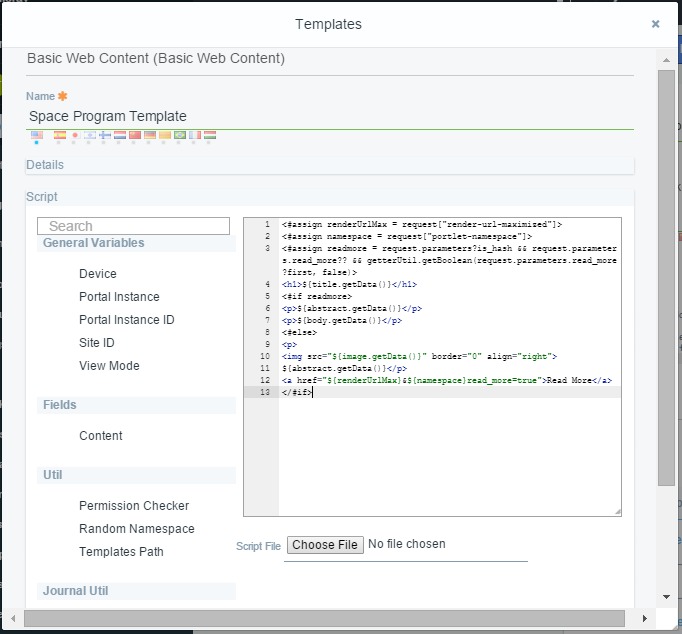 Templates
×
Basic Web Content (Basic Web Content)
Name
Space Program Template
Details
Script
Search
General Variables
Device
Portal Instance
Portal Instance ID
Site ID
View Mode
Fields
Content
Util
Permission Checker
Random Namespace
Templates Path
Journal Util
1 <#assign renderUrlMax = request["render-url-maximized"]>
2 <#assign namespace = request["portlet-namespace"]>
3 <#assign readmore = request.parameters?is_hash && request.parameter
s.read_more?? && getterUtil.getBoolean(request.parameters.read_more
?first, false)>
4 <h1>${title.getData()}</h1>
5 <#if readmore>
6 <p>${abstract.getData()}</p>
7 <p>${body.getData()}</p>
8 <#else>
9 <p>
10 <img src="${image.getData()}" border="0" align="right">
11 ${abstract.getData()}</p>
12 <a href="${renderUrlMax}&${namespace}read_more=true">Read More</a>
13 </#if>
Script File Choose File No file chosen